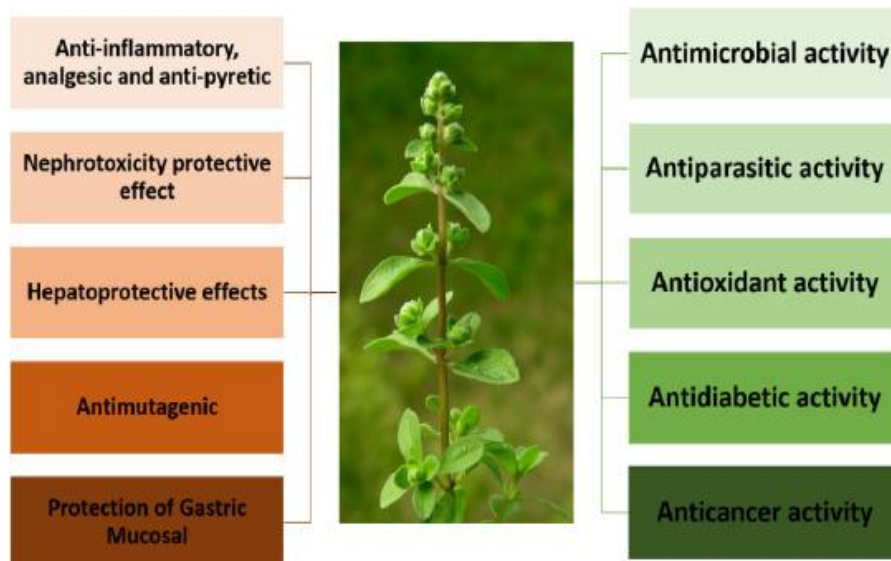 Anti-inflammatory,
analgesic and anti-pyretic
Nephrotoxicity protective
effect
Hepatoprotective effects
Antimutagenic
Protection of Gastric
Mucosal
Antimicrobial activity
Antiparasitic activity
Antioxidant activity
Antidiabetic activity
Anticancer activity